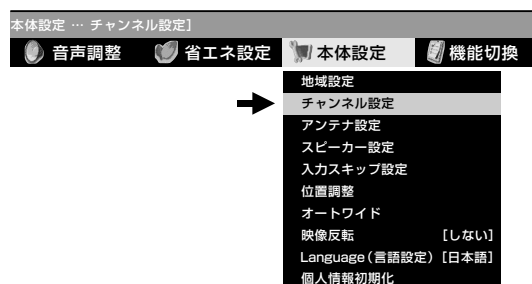 本体設定 … チャンネル設定]
音声調整 省エネ設定 本体設定 機能切換
地域設定
チャンネル設定
アンテナ設定
スピーカー設定
入力スキップ設定
位置調整
オートワイド
映像反転 [しない]
Language(言語設定) [日本語]
個人情報初期化